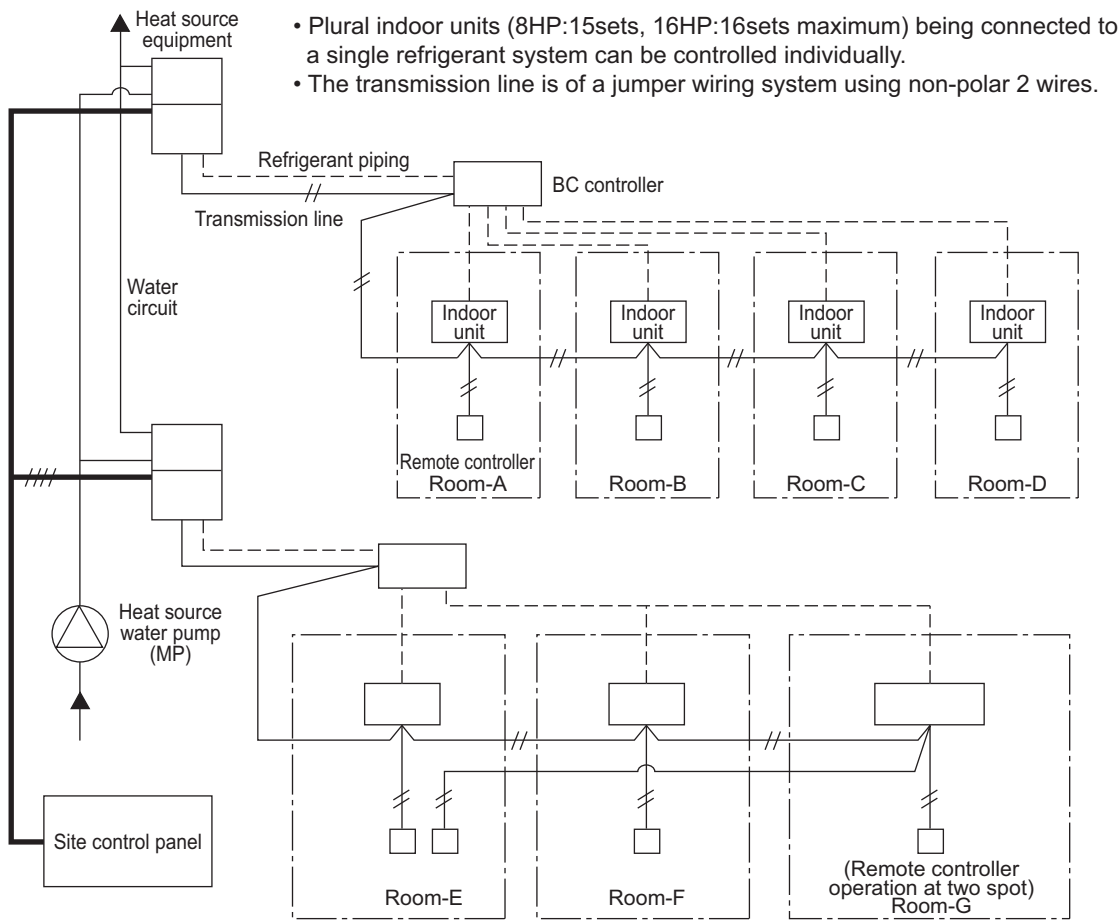 Heat source
equipment
• Plural indoor units (8HP:15sets, 16HP:16sets maximum) being connected to
a single refrigerant system can be controlled individually.
• The transmission line is of a jumper wiring system using non-polar 2 wires.
Refrigerant piping
BC controller
Transmission line
Water
circuit
Indoor
unit
Indoor
unit
Indoor
unit
Indoor
unit
Remote controller
Room-A
Room-B
Room-C
Room-D
Heat source
water pump
(MP)
Site control panel
Room-E
Room-F
(Remote controller
operation at two spot)
Room-G